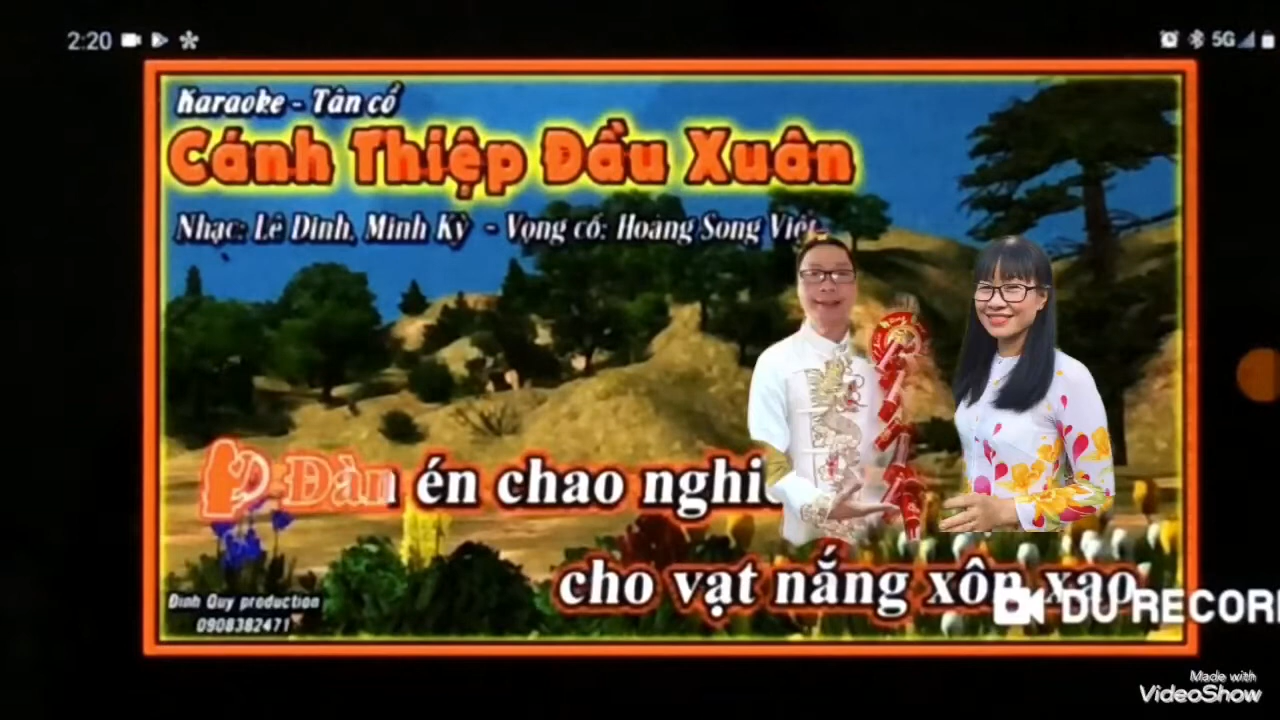 2:20
5G
Karaoke - Tân cổ
Cánh Thiệp Đầu Xuân
Nhạc: Lê Dinh, Minh Kỳ - Vọng cổ: Hoàng Song Việt
Đàn én chao nghi
cho vạt nắng xôn xao
Đinh Quy production
0908382471
DU RECOR
Made with
VideoShow